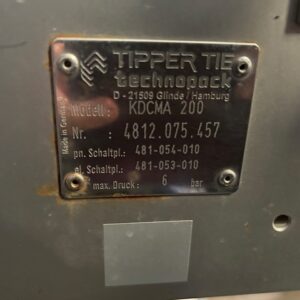 TIPPER TIE
technopack
D - 21509 Glinde / Hamburg
Modell: KDCMA 200
Nr. : 4812.075.457
pn. Schaltpl.: 481-054-010
el. Schaltpl.: 481-053-010
max. Druck: 6 bar
Made in Germany